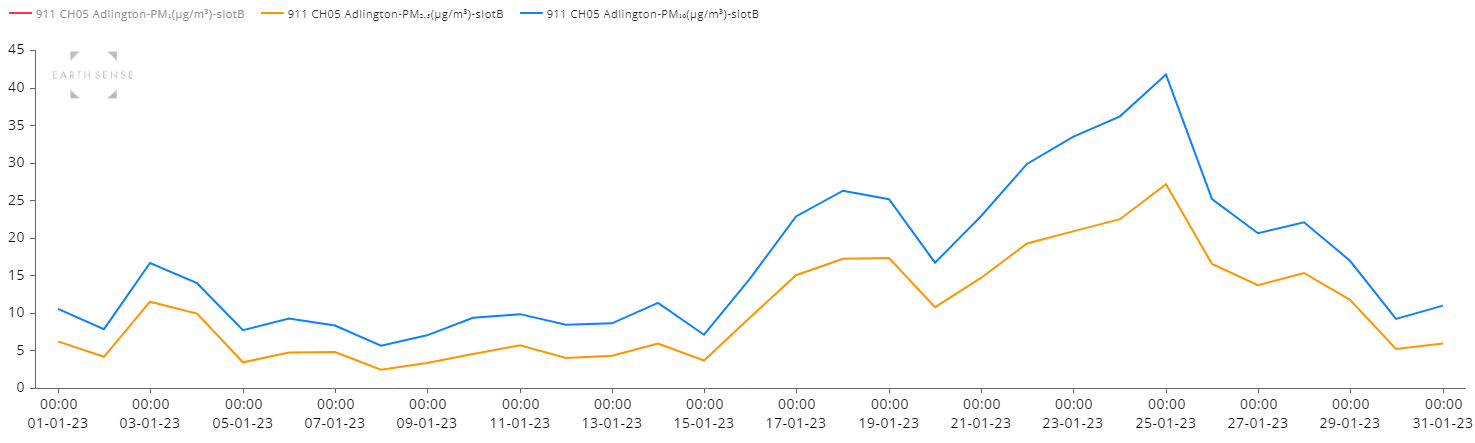 911 CH05 Adlington-PM₁(µg/m³)-slotB 911 CH05 Adlington-PM₂.₅(µg/m³)-slotB 911 CH05 Adlington-PM₁₀(µg/m³)-slotB
EARTH SENSE
45
40
35
30
25
20
15
10
5
0
00:00 00:00 00:00 00:00 00:00 00:00 00:00 00:00 00:00 00:00 00:00 00:00 00:00 00:00 00:00 00:00
01-01-23 03-01-23 05-01-23 07-01-23 09-01-23 11-01-23 13-01-23 15-01-23 17-01-23 19-01-23 21-01-23 23-01-23 25-01-23 27-01-23 29-01-23 31-01-23